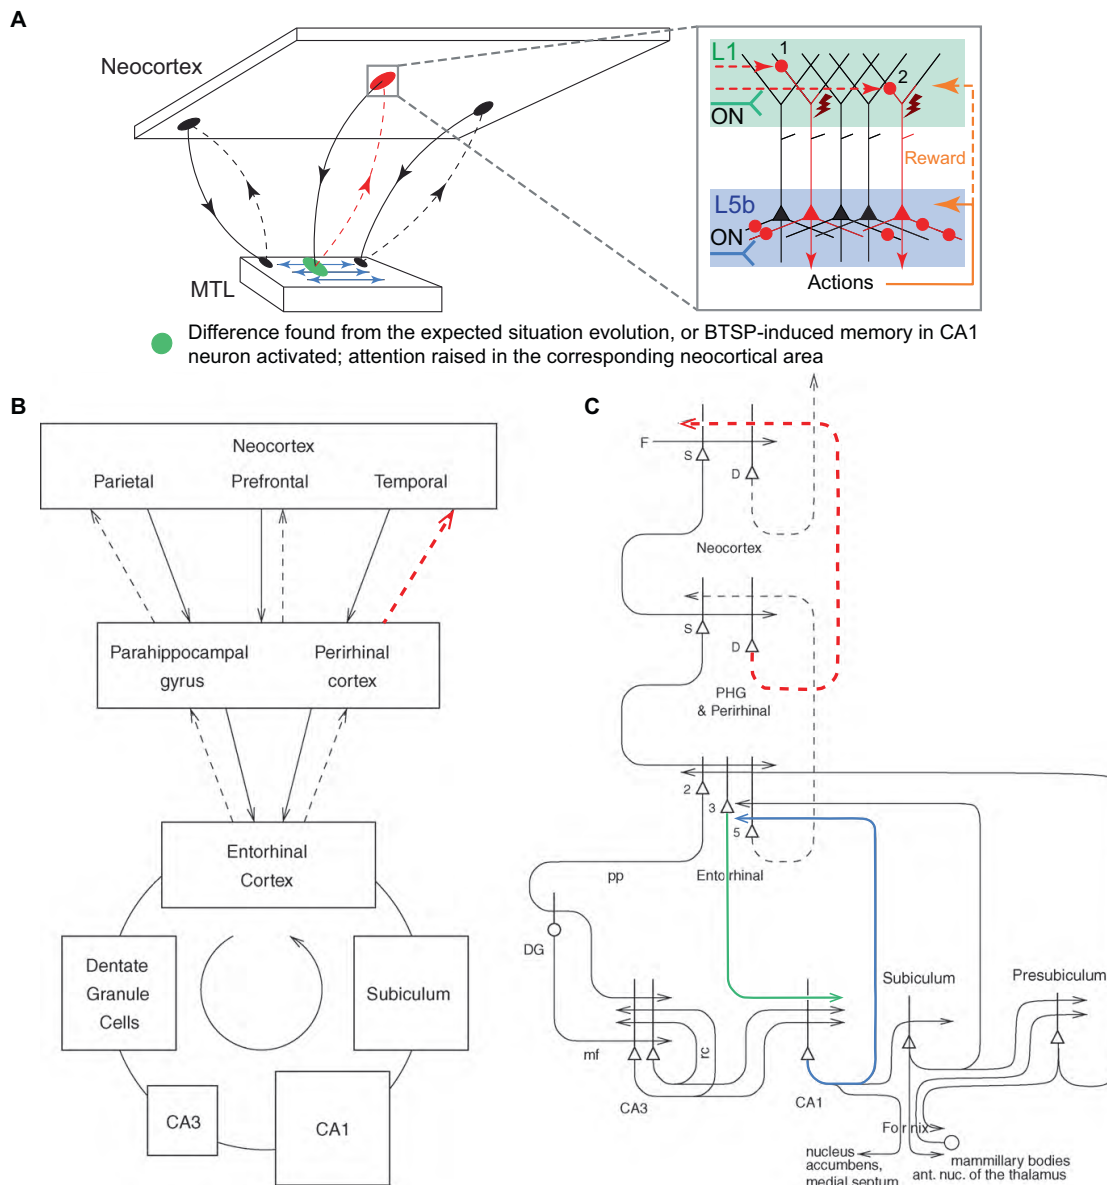 A
Neocortex
MTL
L1
1
2
ON
Reward
L5b
ON
Actions
Difference found from the expected situation evolution, or BTSP-induced memory in CA1
neuron activated; attention raised in the corresponding neocortical area
B
Neocortex
Parietal
Prefrontal
Temporal
Parahippocampal
gyrus
Perirhinal
cortex
Entorhinal
Cortex
Dentate
Granule
Cells
Subiculum
CA3
CA1
C
F
S
D
Neocortex
S
D
PHG
& Perirhinal
2
3
5
Entorhinal
pp
DG
mf
rc
CA3
CA1
Subiculum
Presubiculum
Fornix
nucleus
accumbens,
medial septum
mammillary bodies
ant. nuc. of the thalamus